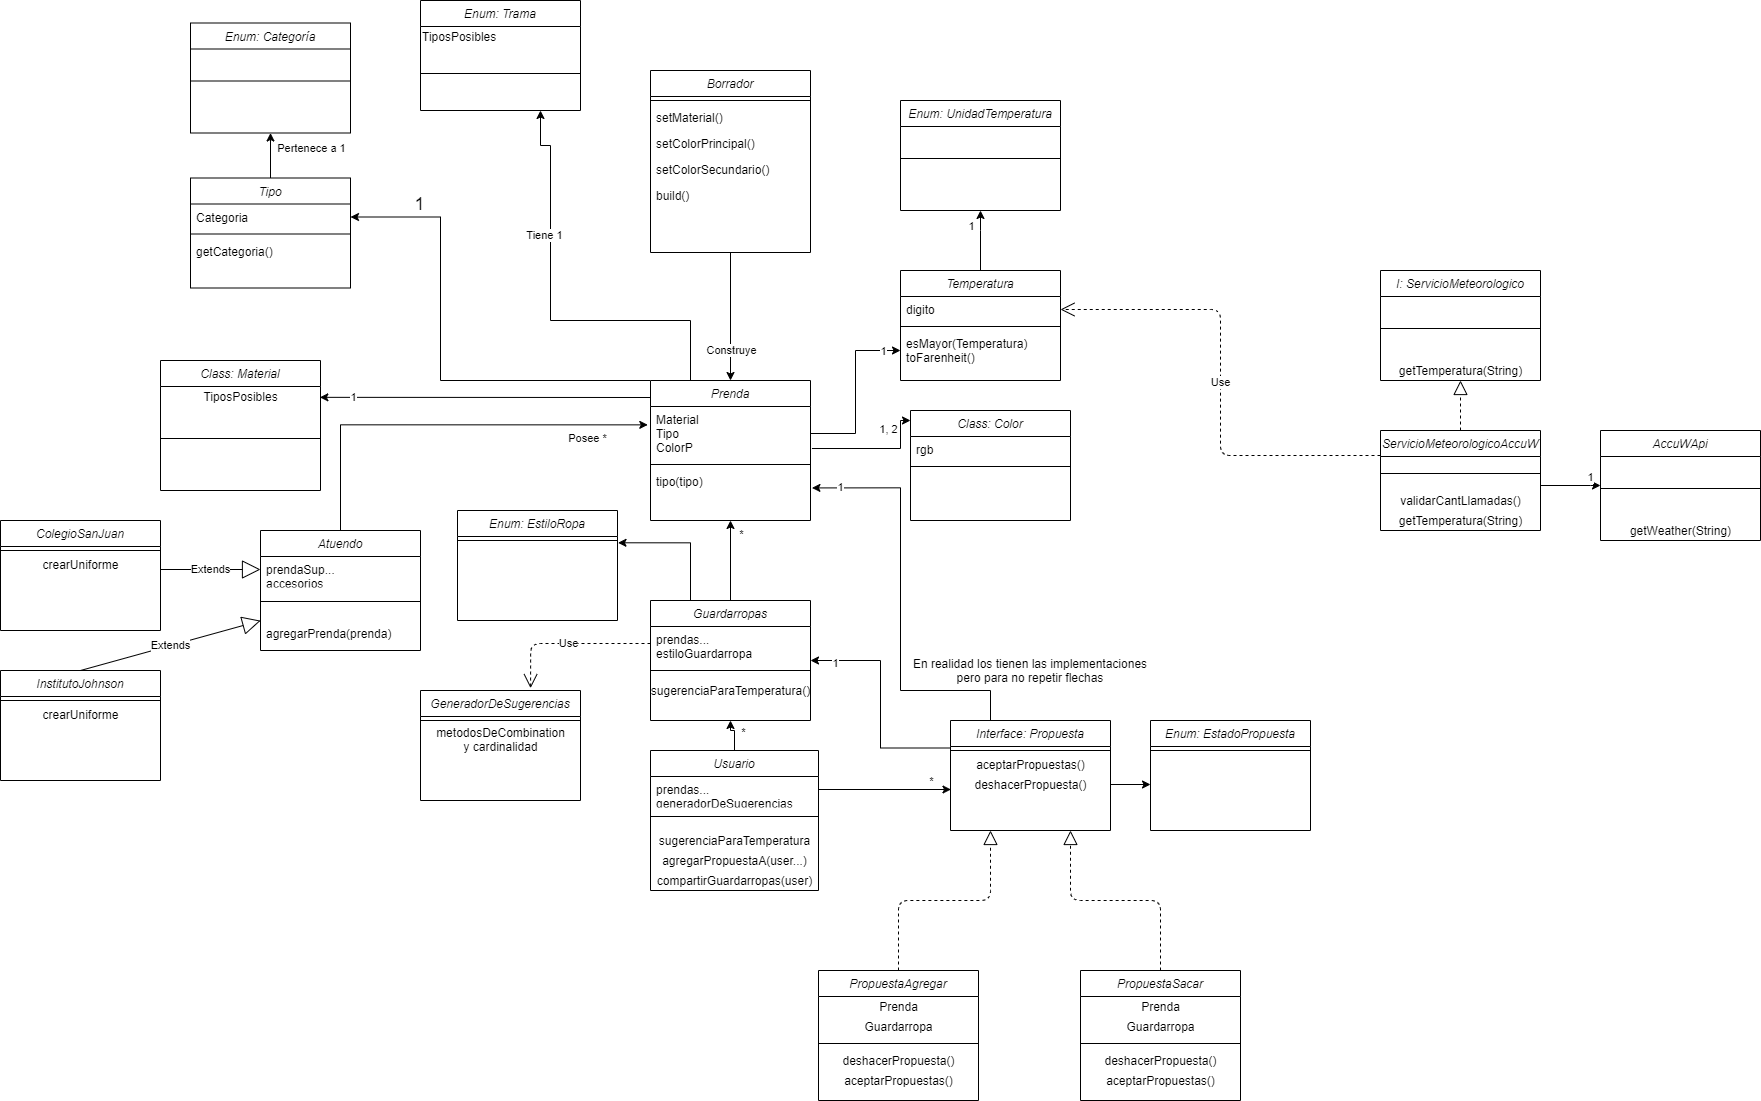 Enum: Categoría
Pertenece a 1
Tipo
Categoria
getCategoria()
1
Enum: Trama
TiposPosibles
Tiene 1
Borrador
setMaterial()
setColorPrincipal()
setColorSecundario()
build()
Construye
Enum: UnidadTemperatura
1
Temperatura
digito
esMayor(Temperatura)
toFarenheit()
1
Use
I: ServicioMeteorologico
getTemperatura(String)
ServicioMeteorologicoAccuW
validarCantLlamadas()
getTemperatura(String)
1
AccuWApi
getWeather(String)
Class: Material
TiposPosibles
1
Posee *
Prenda
Material
Tipo
ColorP
tipo(tipo)
1, 2
Class: Color
rgb
1
ColegioSanJuan
crearUniforme
Extends
Atuendo
prendaSup...
accesorios
agregarPrenda(prenda)
InstitutoJohnson
crearUniforme
Extends
Enum: EstiloRopa
*
Guardarropas
prendas...
estiloGuardarropa
sugerenciaParaTemperatura()
Use
GeneradorDeSugerencias
metodosDeCombination
y cardinalidad
1
En realidad los tienen las implementaciones
pero para no repetir flechas
*
Usuario
prendas...
generadorDeSugerencias
sugerenciaParaTemperatura
agregarPropuestaA(user...)
compartirGuardarropas(user)
*
Interface: Propuesta
aceptarPropuestas()
deshacerPropuesta()
Enum: EstadoPropuesta
PropuestaAgregar
Prenda
Guardarropa
deshacerPropuesta()
aceptarPropuestas()
PropuestaSacar
Prenda
Guardarropa
deshacerPropuesta()
aceptarPropuestas()